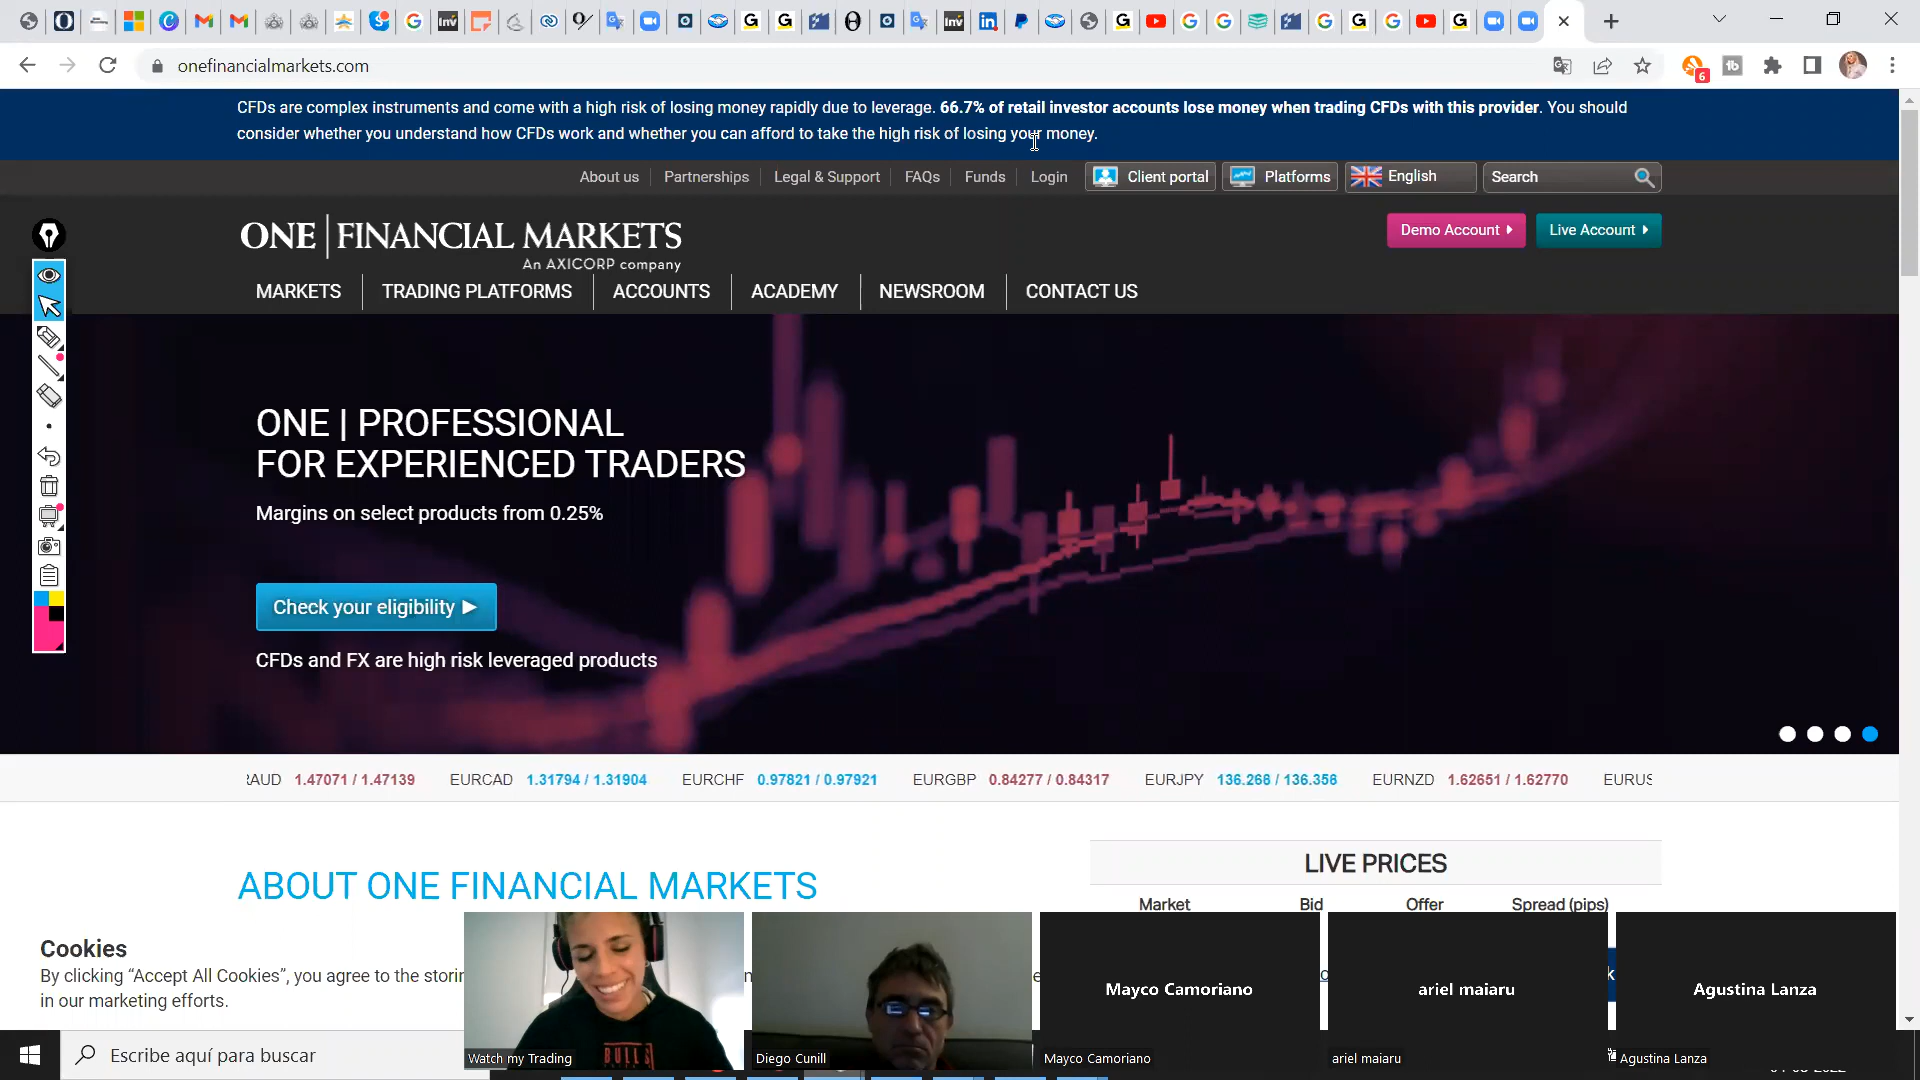 onefinancialmarkets.com
6
CFDs are complex instruments and come with a high risk of losing money rapidly due to leverage. 66.7% of retail investor accounts lose money when trading CFDs with this provider. You should
consider whether you understand how CFDs work and whether you can afford to take the high risk of losing your money.
About us Partnerships Legal & Support FAQs Funds Login Client portal Platforms English Search
ONE | FINANCIAL MARKETS
An AXICORP company
Demo Account Live Account
MARKETS TRADING PLATFORMS ACCOUNTS ACADEMY NEWSROOM CONTACT US
ONE | PROFESSIONAL
FOR EXPERIENCED TRADERS
Margins on select products from 0.25%
Check your eligibility
CFDs and FX are high risk leveraged products
AUD 1.47071 / 1.47139 EURCAD 1.31794 / 1.31904 EURCHF 0.97821 / 0.97921 EURGBP 0.84277 / 0.84317 EURJPY 136.268 / 136.356 EURNZD 1.62651 / 1.62770 EURUS
ABOUT ONE FINANCIAL MARKETS
LIVE PRICES
Market Bid Offer Spread (pips)
Cookies
By clicking “Accept All Cookies”, you agree to the storin
in our marketing efforts.
BULLS
Mayco Camoriano
ariel maiaru
Agustina Lanza
Watch my Trading
Diego Cunill
Mayco Camoriano
ariel maiaru
Agustina Lanza
Escribe aquí para buscar